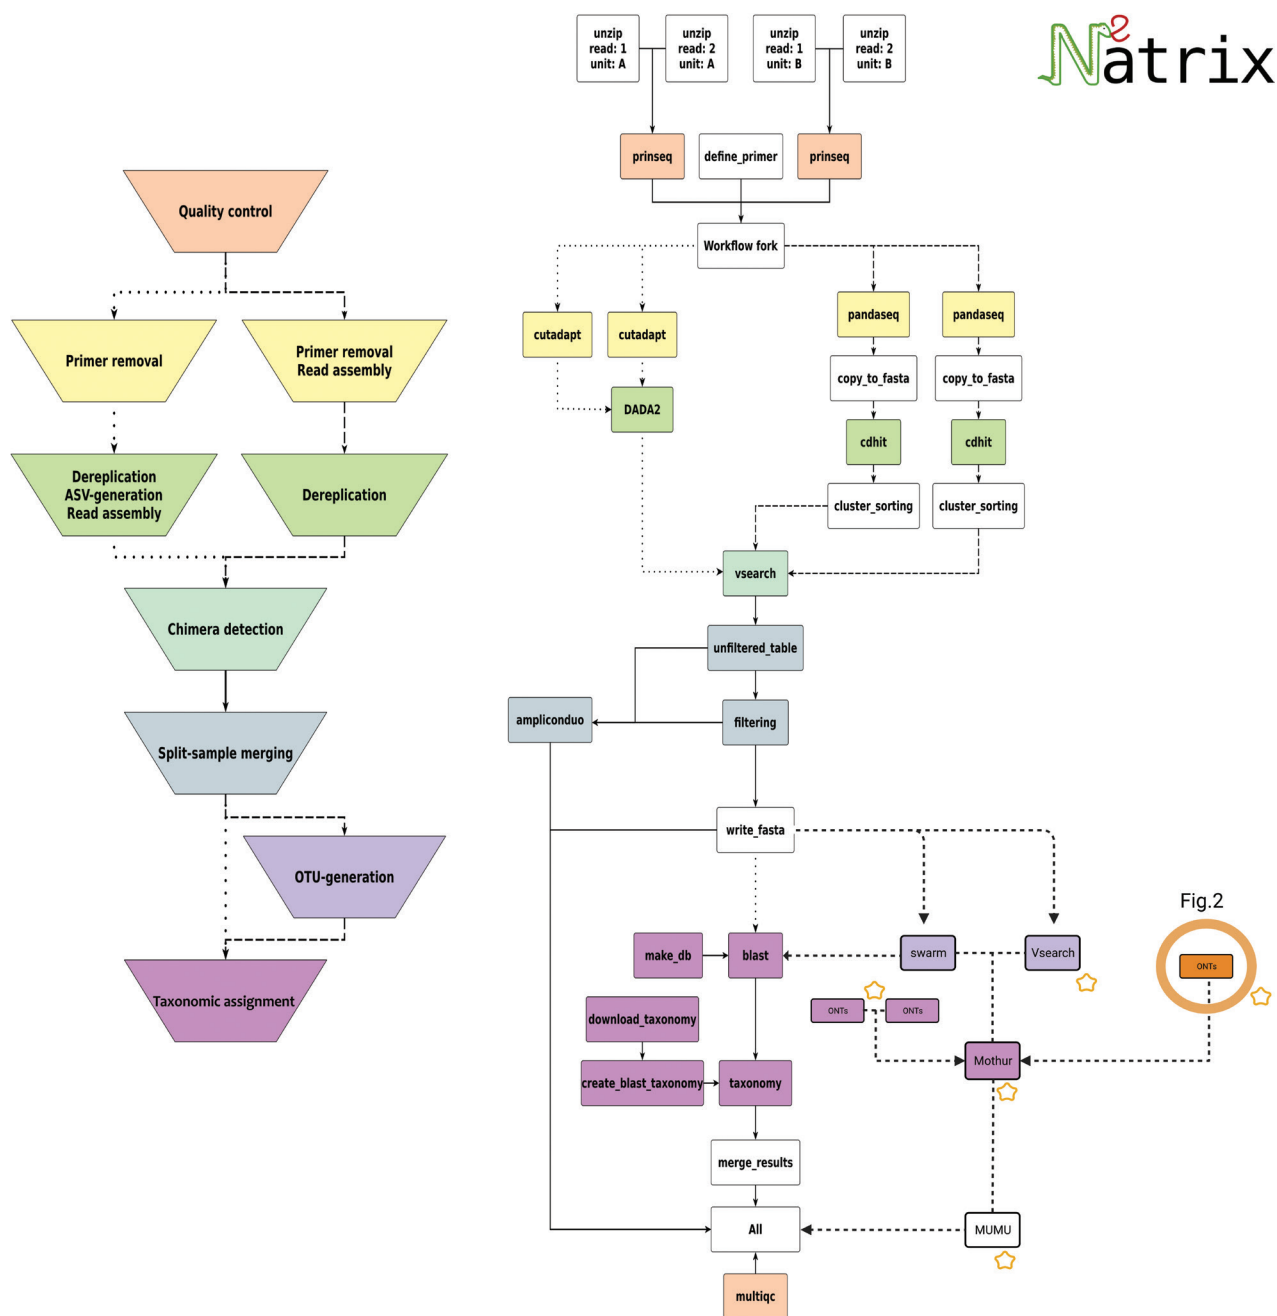 unzip
read: 1
unit: A
unzip
read: 2
unit: A
unzip
read: 1
unit: B
unzip
read: 2
unit: B
N2atrix
prinseq
define_primer
prinseq
Quality control
Workflow fork
Primer removal
Primer removal
Read assembly
cutadapt
cutadapt
pandaseq
pandaseq
copy_to_fasta
copy_to_fasta
DADA2
cdhit
cdhit
Dereplication
ASV-generation
Read assembly
Dereplication
cluster_sorting
cluster_sorting
vsearch
Chimera detection
unfiltered_table
ampliconduo
filtering
Split-sample merging
write_fasta
OTU-generation
Fig.2
make_db
blast
swarm
Vsearch
ONTs
Taxonomic assignment
ONTs
ONTs
download_taxonomy
Mothur
create_blast_taxonomy
taxonomy
merge_results
All
MUMU
multiqc